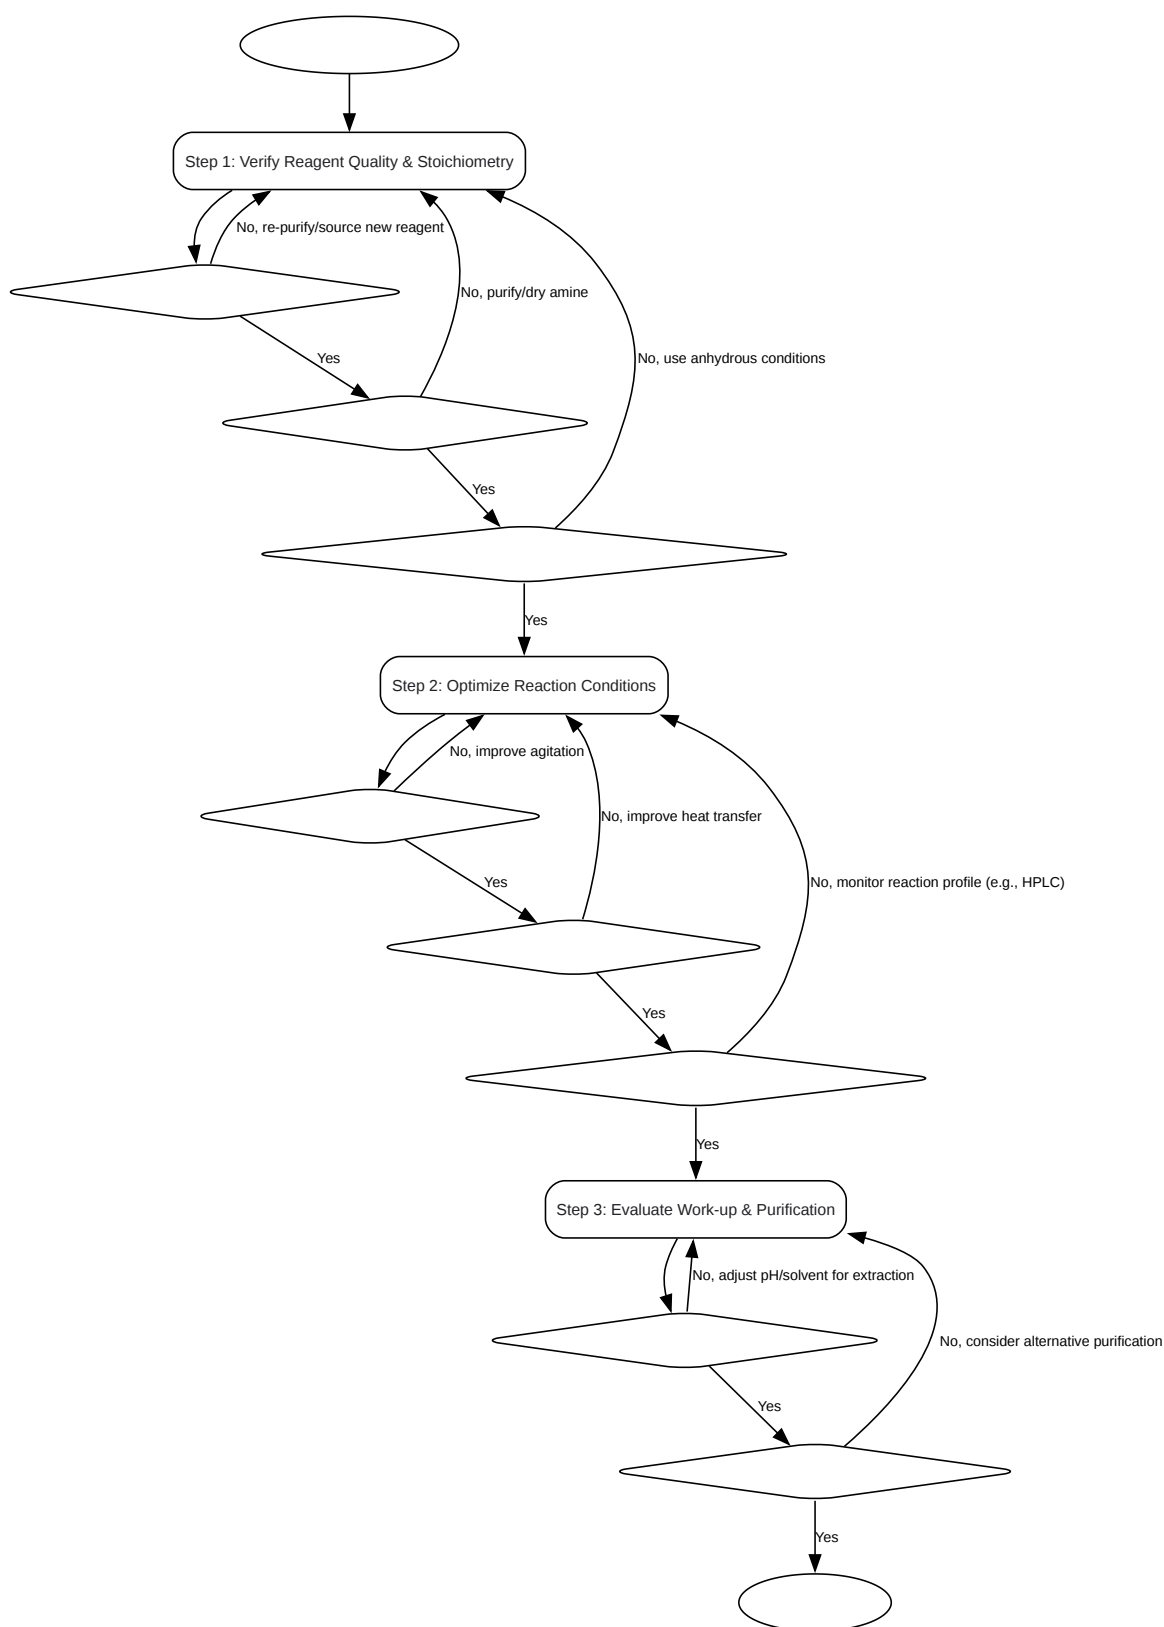 Step 1: Verify Reagent Quality & Stoichiometry
No, re-purify/source new reagent
No, purify/dry amine
Yes
No, use anhydrous conditions
Yes
Yes
Step 2: Optimize Reaction Conditions
No, improve agitation
No, improve heat transfer
Yes
No, monitor reaction profile (e.g., HPLC)
Yes
Yes
Step 3: Evaluate Work-up & Purification
No, adjust pH/solvent for extraction
No, consider alternative purification
Yes
Yes